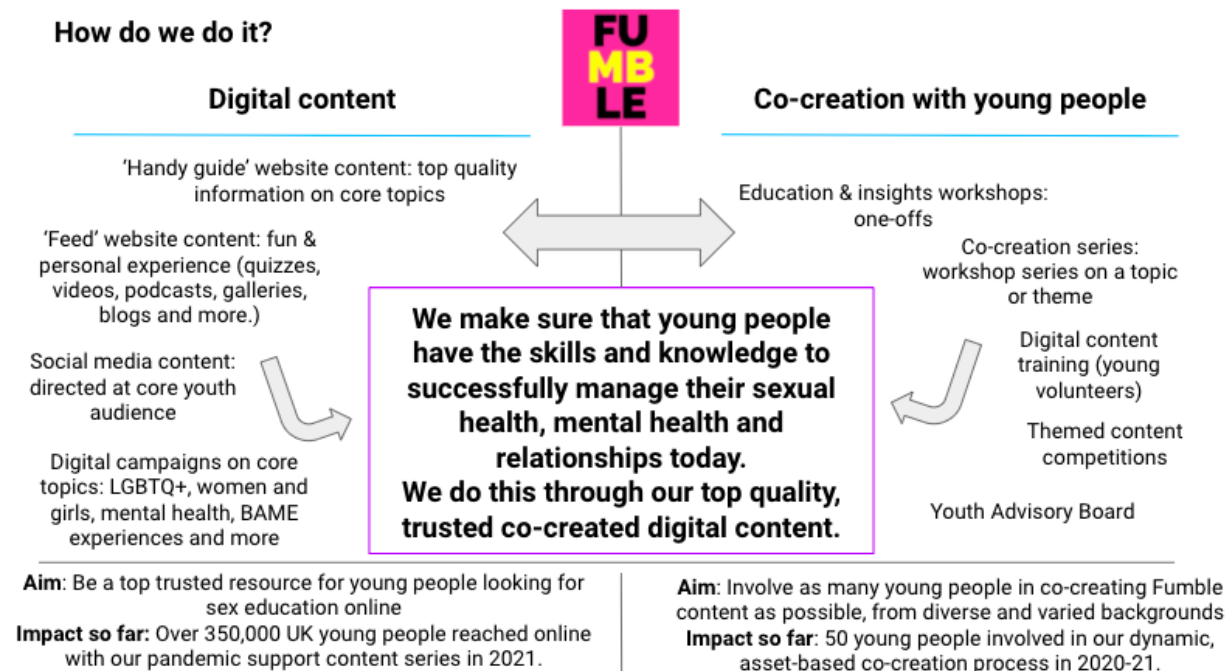 How do we do it?
FU
MB
LE
Digital content
'Handy guide' website content: top quality
information on core topics
'Feed' website content: fun &
personal experience (quizzes,
videos, podcasts, galleries,
blogs and more.)
Social media content:
directed at core youth
audience
Digital campaigns on core
topics: LGBTQ+, women and
girls, mental health, BAME
experiences and more
Co-creation with young people
Education & insights workshops:
one-offs
Co-creation series:
workshop series on a topic
or theme
Digital content
training (young
volunteers)
Themed content
competitions
Youth Advisory Board
We make sure that young people
have the skills and knowledge to
successfully manage their sexual
health, mental health and
relationships today.
We do this through our top quality,
trusted co-created digital content.
Aim: Be a top trusted resource for young people looking for
sex education online
Impact so far: Over 350,000 UK young people reached online
with our pandemic support content series in 2021.
Aim: Involve as many young people in co-creating Fumble
content as possible, from diverse and varied backgrounds
Impact so far: 50 young people involved in our dynamic,
asset-based co-creation process in 2020-21.